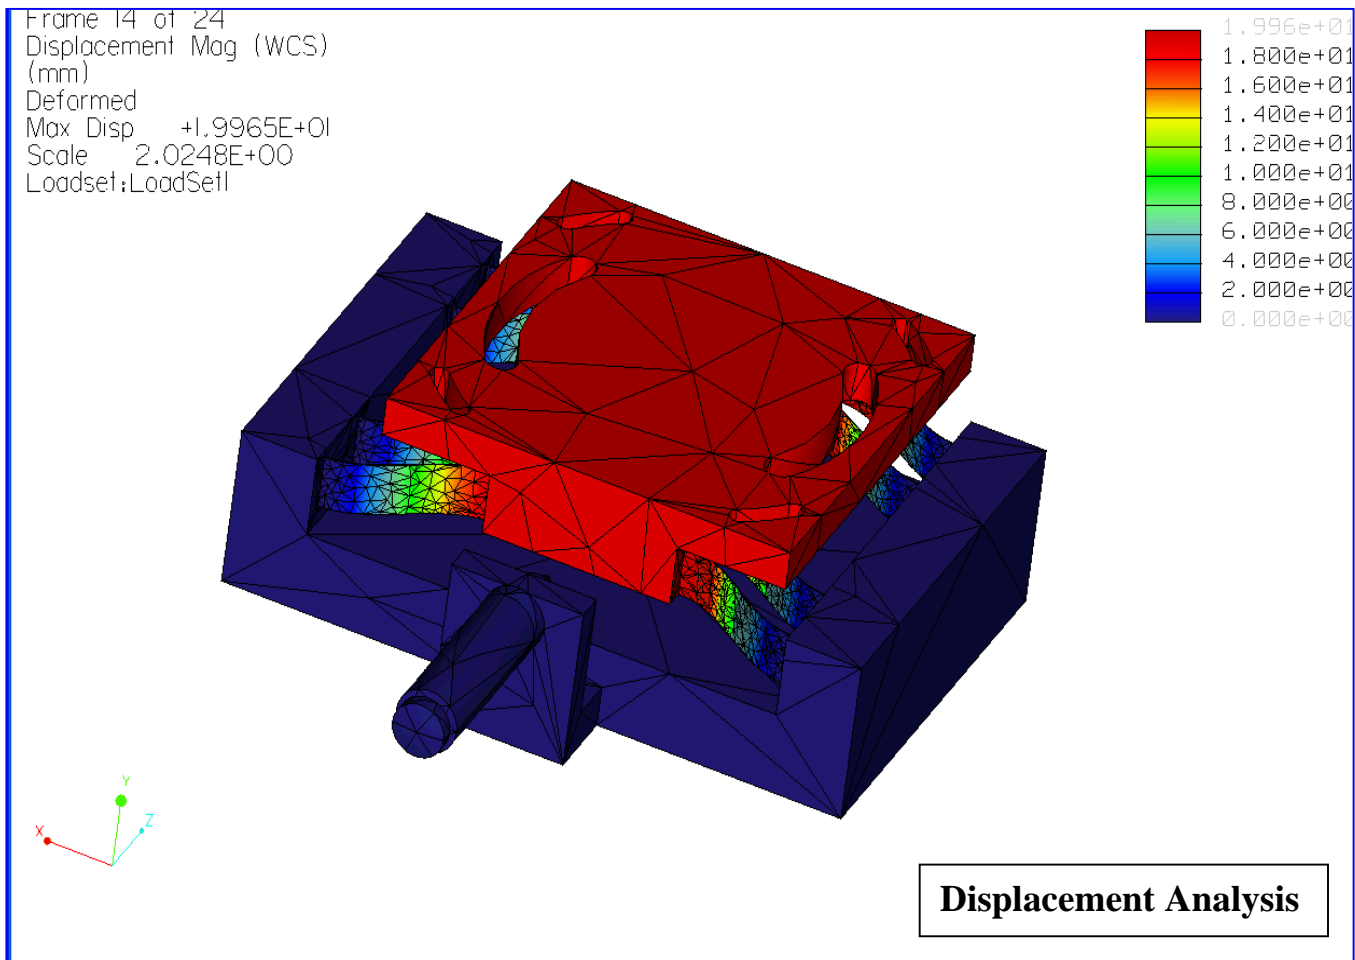 Frame 14 of 24
Displacement Mag (WCS)
(mm)
Deformed
Max Disp +1.9965E+01
Scale 2.0248E+00
Loadset:LoadSet1
1.996e+01
1.800e+01
1.600e+01
1.400e+01
1.200e+01
1.000e+01
8.000e+00
6.000e+00
4.000e+00
2.000e+00
0.000e+00
Y
Z
X
Displacement Analysis